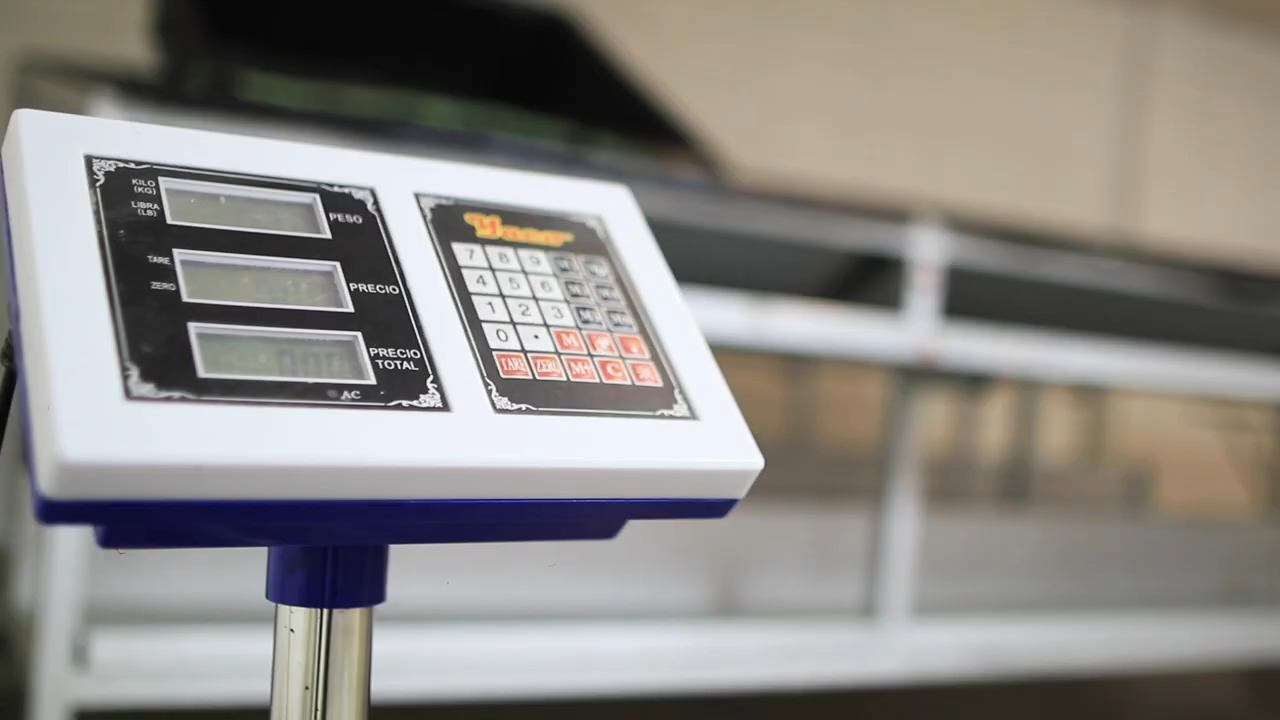 KILO
(KG)
LIBRA
(LB)
PESO
TARE
ZERO
PRECIO
PRECIO
TOTAL
AC
7 8 9
4 5 6
1 2 3
0 . M
TARE ZERO M+ C